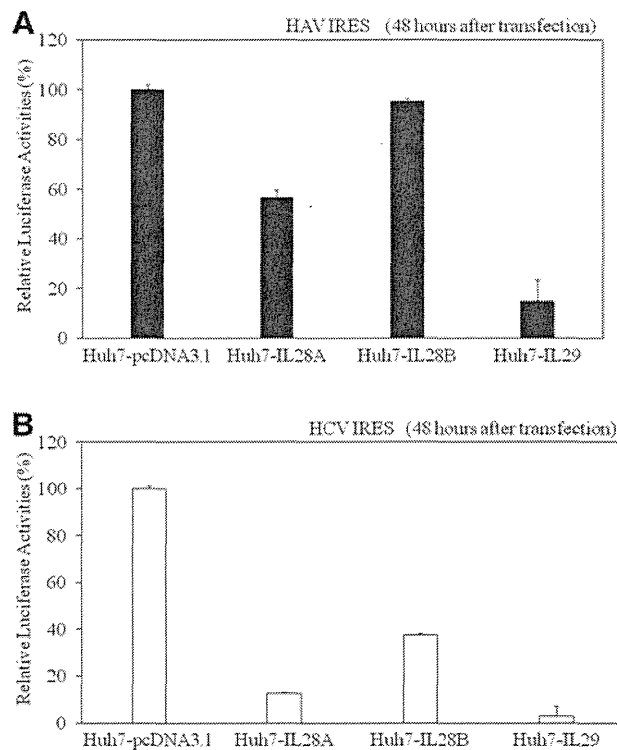 A
HAV IRES (48 hours after transfection)
Relative Luciferase Activities (%)
120
100
80
60
40
20
0
Huh7-pcDNA3.1 Huh7-IL28A Huh7-IL28B Huh7-IL29
B
HCV IRES (48 hours after transfection)
Relative Luciferase Activities (%)
120
100
80
60
40
20
0
Huh7-pcDNA3.1 Huh7-IL28A Huh7-IL28B Huh7-IL29